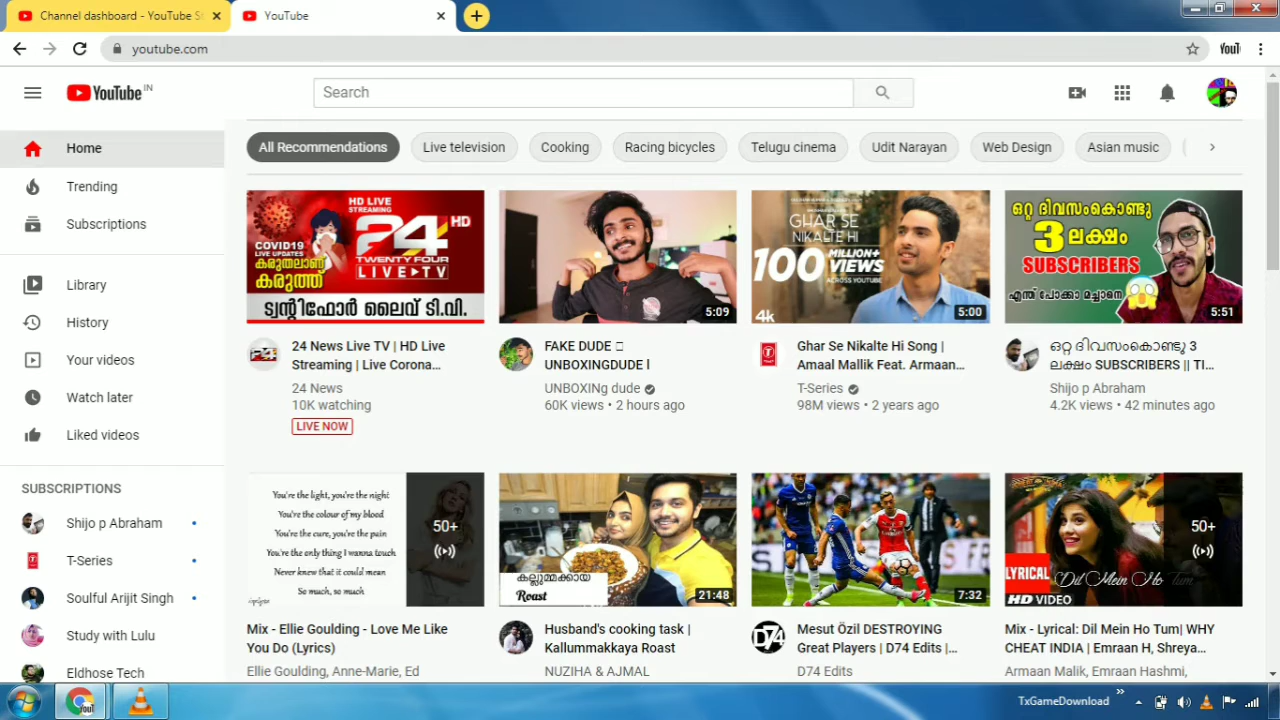 Channel dashboard - YouTube St
YouTube
youtube.com
YouTube IN
Search
Home
Trending
Subscriptions
Library
History
Your videos
Watch later
Liked videos
SUBSCRIPTIONS
Shijo p Abraham
T-Series
Soulful Arijit Singh
Study with Lulu
Eldhose Tech
All Recommendations
Live television
Cooking
Racing bicycles
Telugu cinema
Udit Narayan
Web Design
Asian music
HD LIVE
STREAMING
24 HD
TWENTY FOUR
LIVE TV
COVID19
LIVE UPDATES
കരുതലാണ്
കരുത്ത്
ട്വന്റിഫോർ ലൈവ് ടി.വി.
24 News Live TV | HD Live
Streaming | Live Corona...
24 News
10K watching
LIVE NOW
5:09
FAKE DUDE
UNBOXINGDUDE l
UNBOXINg dude
60K views • 2 hours ago
GHAR SE
NIKALTE HI
100 MILLION+
VIEWS
ACROSS YOUTUBE
4k
5:00
Ghar Se Nikalte Hi Song |
Amaal Mallik Feat. Armaan...
T-Series
98M views • 2 years ago
ഒറ്റ ദിവസംകൊണ്ടു
3 ലക്ഷം
SUBSCRIBERS
എന്ത് പോക്കാ മച്ചാനെ
5:51
ഒറ്റ ദിവസംകൊണ്ടു 3
ലക്ഷം SUBSCRIBERS || TI...
Shijo p Abraham
4.2K views • 42 minutes ago
You're the light, you're the night
You're the colour of my blood
You're the cure, you're the pain
You're the only thing I wanna touch
Never knew that it could mean
So much, so much
50+
Mix - Ellie Goulding - Love Me Like
You Do (Lyrics)
Ellie Goulding, Anne-Marie, Ed
കല്ലുമ്മക്കായ
Roast
21:48
Husband's cooking task |
Kallummakkaya Roast
NUZIHA & AJMAL
7:32
D74
Mesut Özil DESTROYING
Great Players | D74 Edits |...
D74 Edits
LYRICAL
Dil Mein Ho Tum
HD VIDEO
50+
Mix - Lyrical: Dil Mein Ho Tum| WHY
CHEAT INDIA | Emraan H, Shreya...
Armaan Malik, Emraan Hashmi,
TxGameDownload